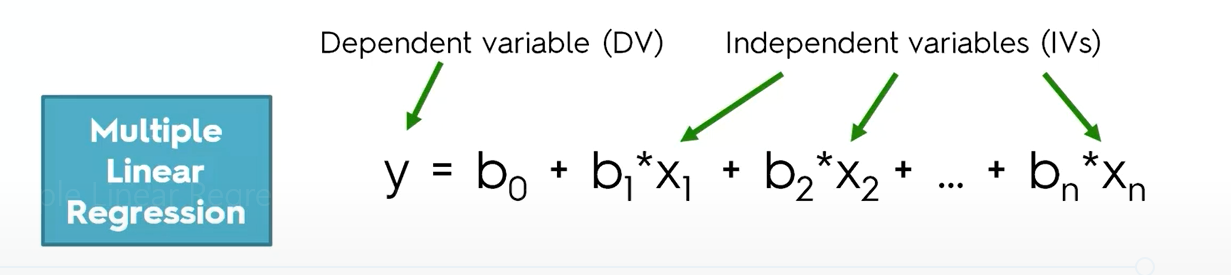 Dependent variable (DV) Independent variables (IVs)
Multiple
Linear
Regression
y = b₀ + b₁*x₁ + b₂*x₂ + ... + bₙ*xₙ